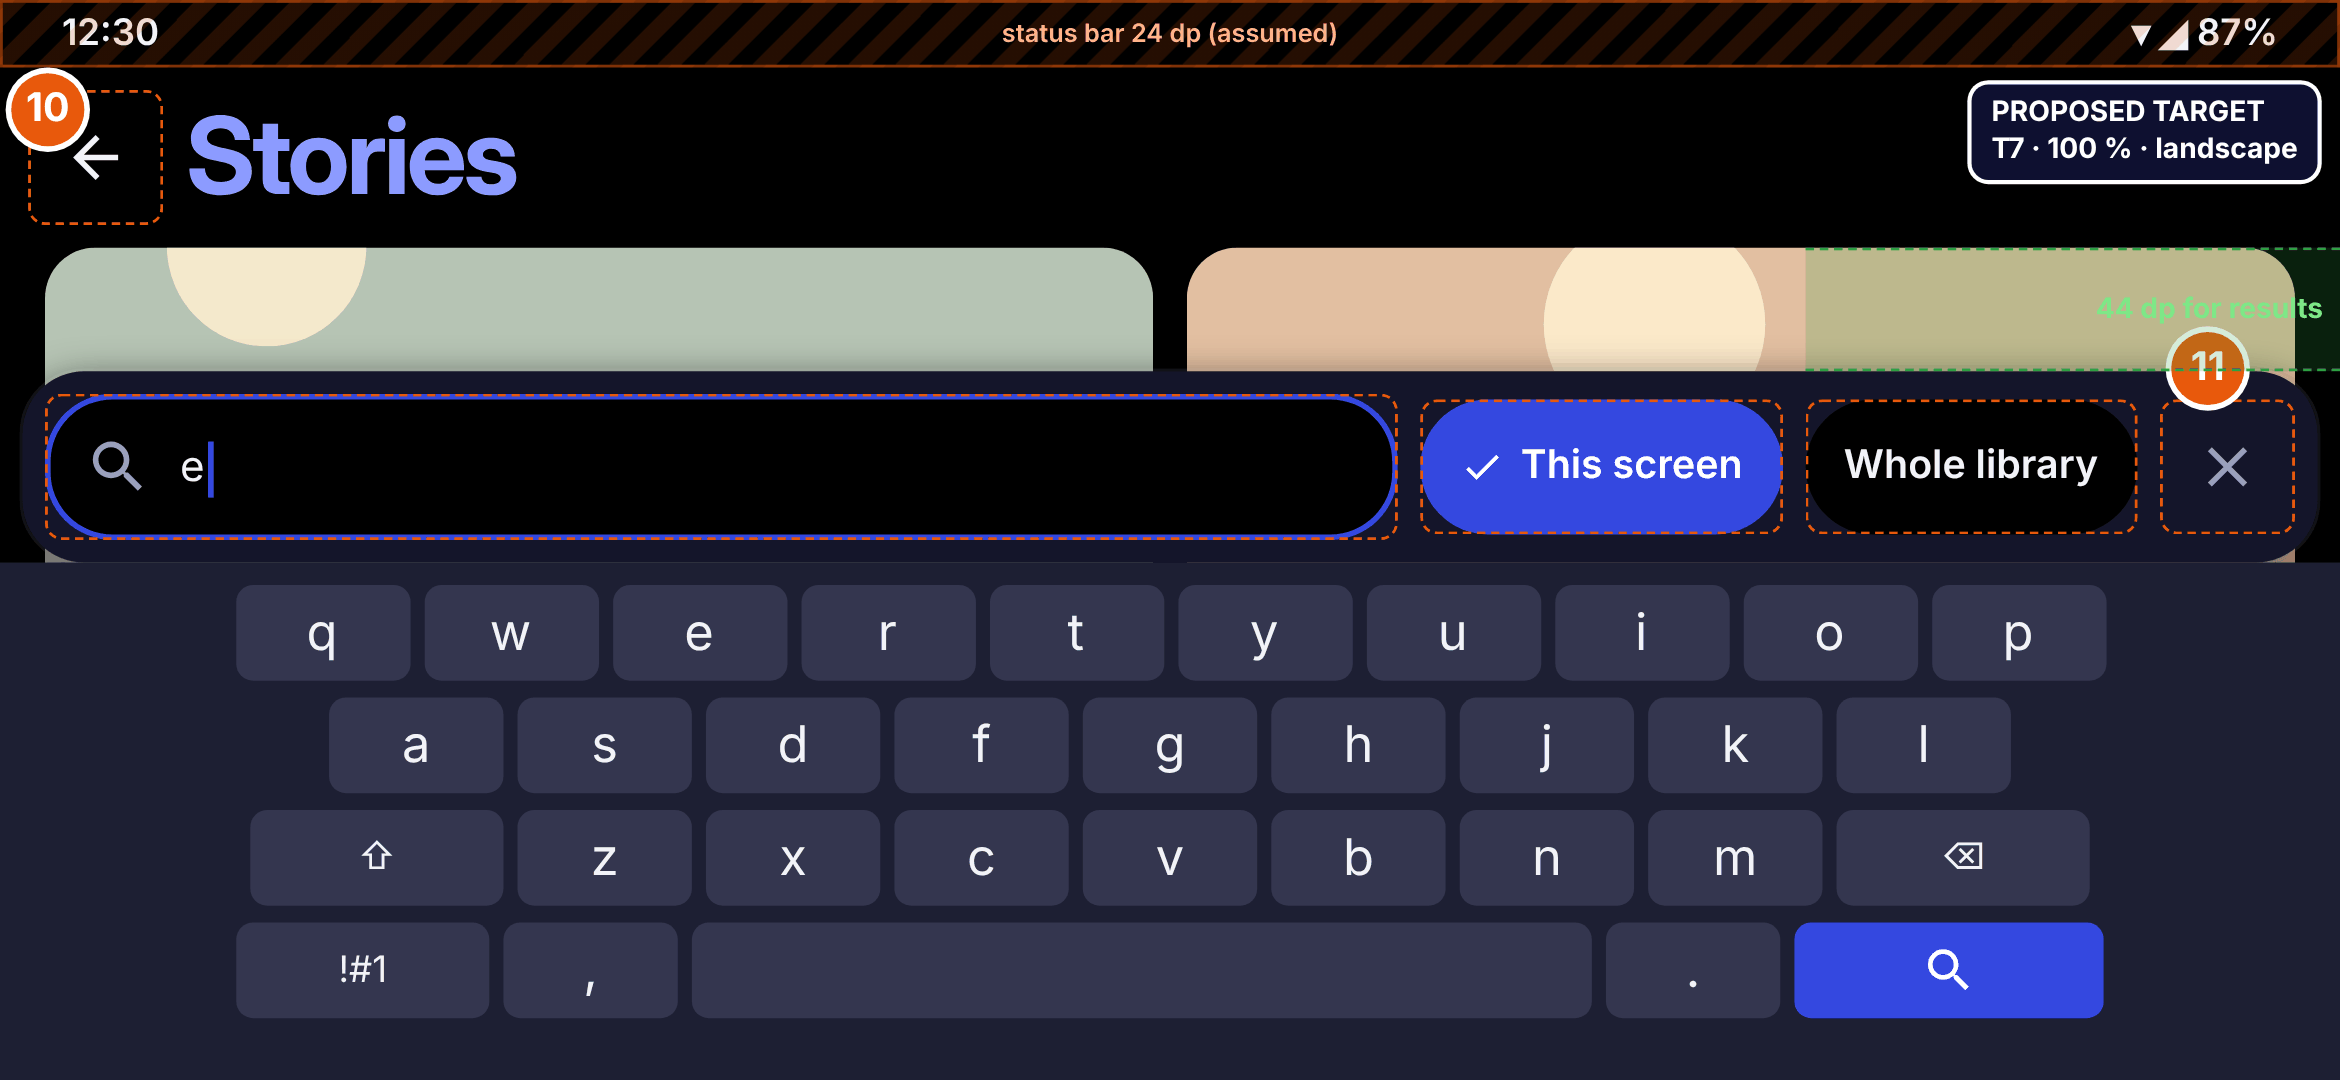 12:30
status bar 24 dp (assumed)
87%
10
Stories
PROPOSED TARGET
T7 · 100 % · landscape
44 dp for results
11
e
This screen
Whole library
q w e r t y u i o p
a s d f g h j k l
z x c v b n m
!#1 , .